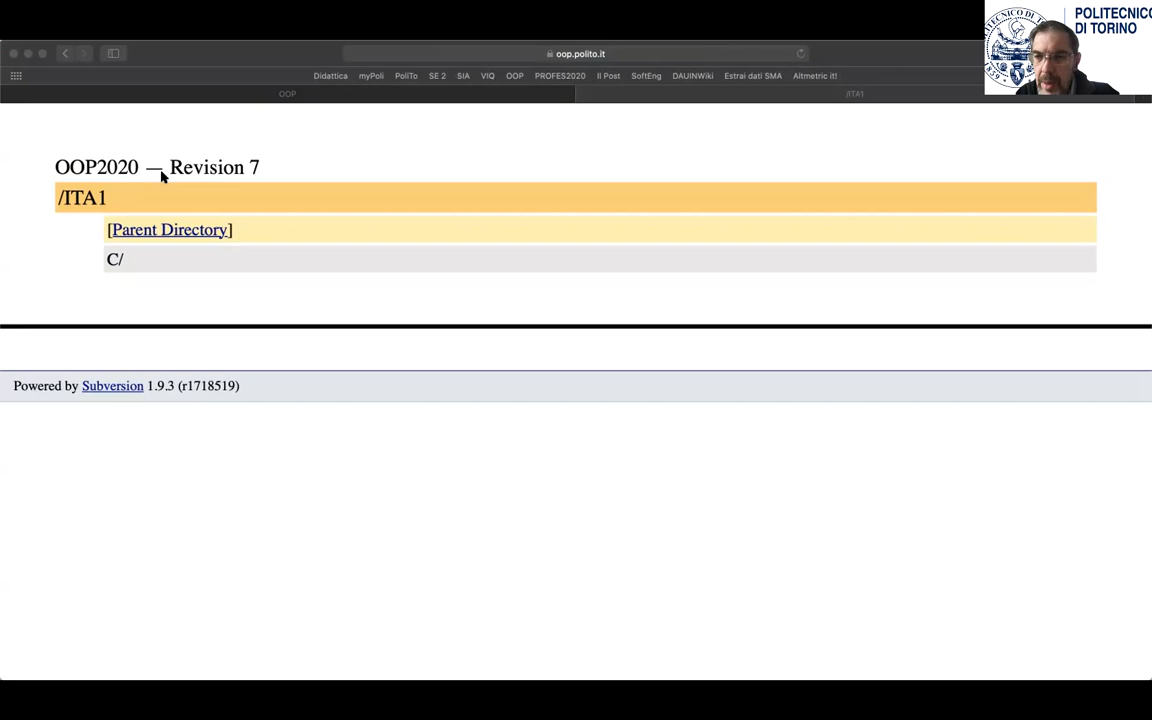 POLITECNICO
DI TORINO
1859
oop.polito.it
Didattica myPoli PoliTo SE 2 SIA VIQ OOP PROFES2020 Il Post SoftEng DAUINWiki Estrai dati SMA Altmetric it!
OOP /ITA1
OOP2020 — Revision 7
/ITA1
[Parent Directory]
C/
Powered by Subversion 1.9.3 (r1718519)